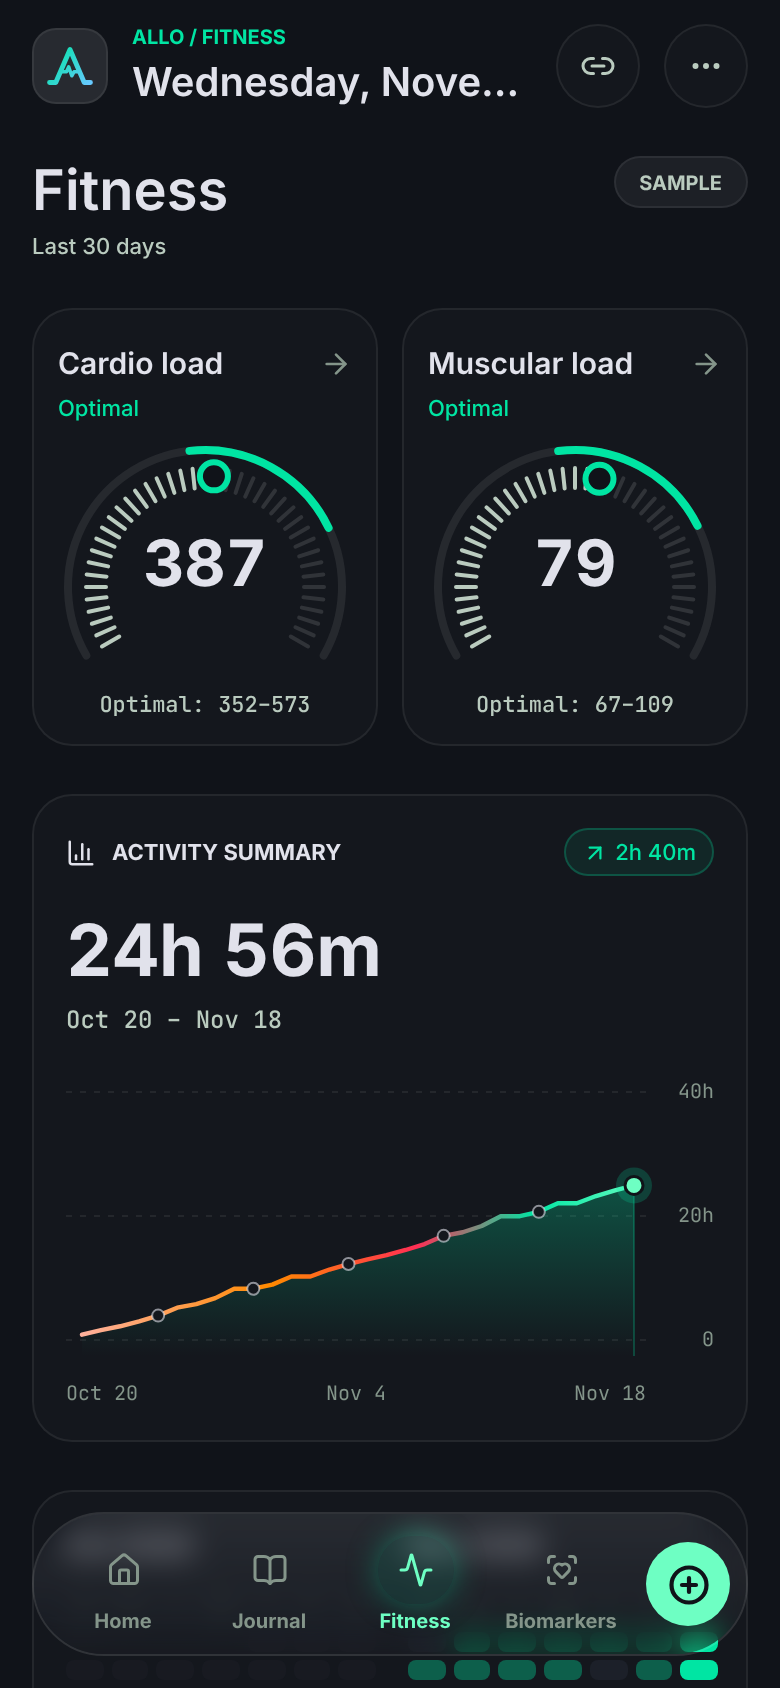 ALLO / FITNESS
Wednesday, Nove...
Fitness
SAMPLE
Last 30 days
Cardio load
Optimal
387
Optimal: 352–573
Muscular load
Optimal
79
Optimal: 67–109
ACTIVITY SUMMARY
2h 40m
24h 56m
Oct 20 – Nov 18
40h
20h
0
Oct 20
Nov 4
Nov 18
Home
Journal
Fitness
Biomarkers